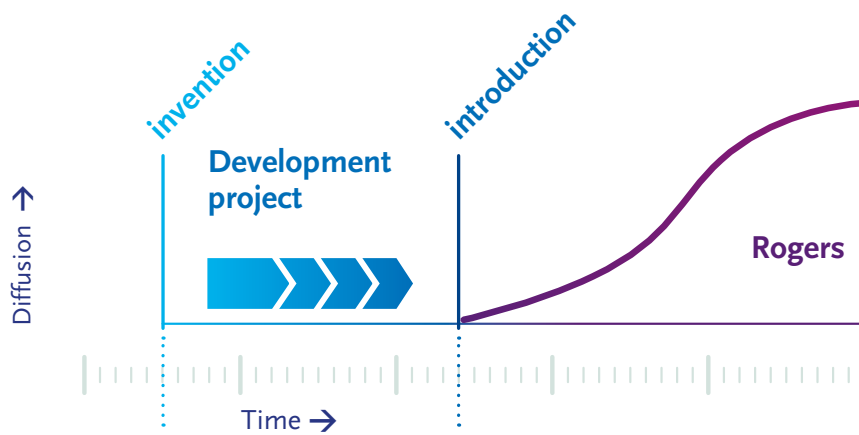 invention
introduction
Development
project
Rogers
Diffusion →
Time →